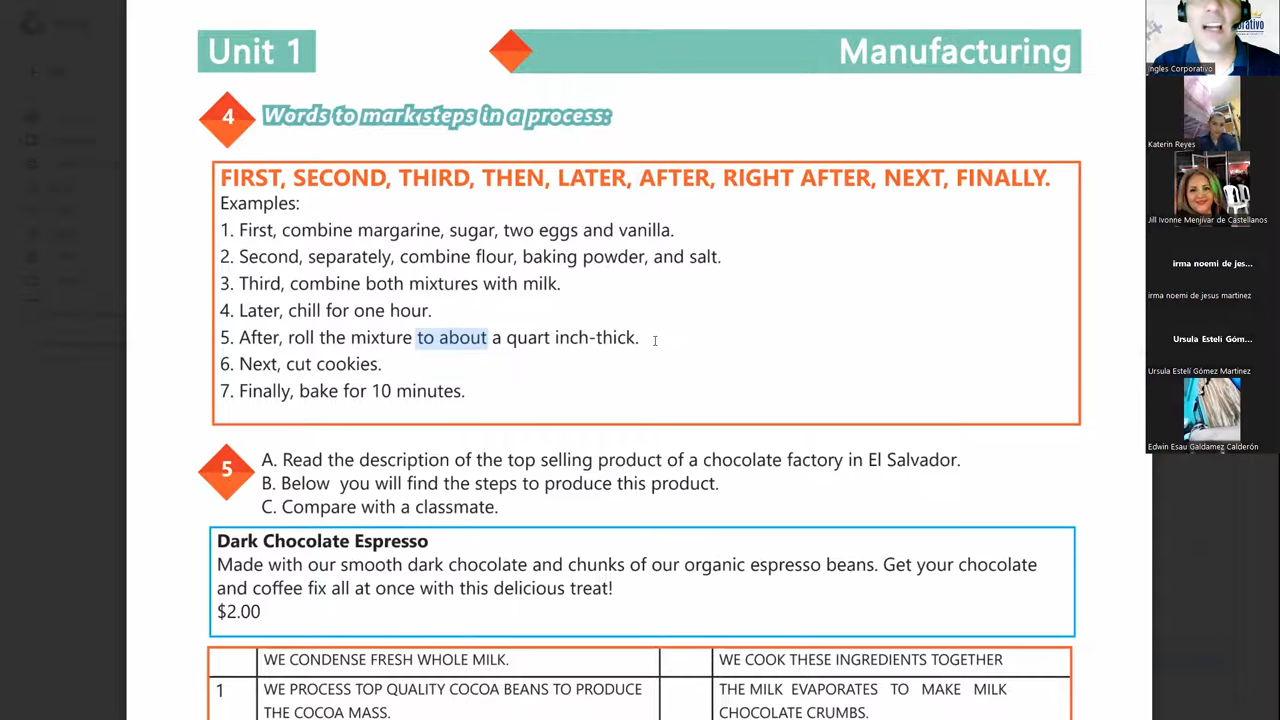 Unit 1
Manufacturing
4
Words to mark steps in a process:
FIRST, SECOND, THIRD, THEN, LATER, AFTER, RIGHT AFTER, NEXT, FINALLY.
Examples:
1. First, combine margarine, sugar, two eggs and vanilla.
2. Second, separately, combine flour, baking powder, and salt.
3. Third, combine both mixtures with milk.
4. Later, chill for one hour.
5. After, roll the mixture to about a quart inch-thick.
6. Next, cut cookies.
7. Finally, bake for 10 minutes.
5
A. Read the description of the top selling product of a chocolate factory in El Salvador.
B. Below you will find the steps to produce this product.
C. Compare with a classmate.
Dark Chocolate Espresso
Made with our smooth dark chocolate and chunks of our organic espresso beans. Get your chocolate
and coffee fix all at once with this delicious treat!
$2.00
WE CONDENSE FRESH WHOLE MILK.
WE COOK THESE INGREDIENTS TOGETHER
1
WE PROCESS TOP QUALITY COCOA BEANS TO PRODUCE
THE COCOA MASS.
THE MILK EVAPORATES TO MAKE MILK
CHOCOLATE CRUMBS.
Ingles Corporativo
Katerin Reyes
Jill Ivonne Menjívar de Castellanos
irma noemi de jes...
irma noemi de jesus martinez
Ursula Estelí Góm...
Ursula Estelí Gómez Martínez
Edwin Esau Galdamez Calderón